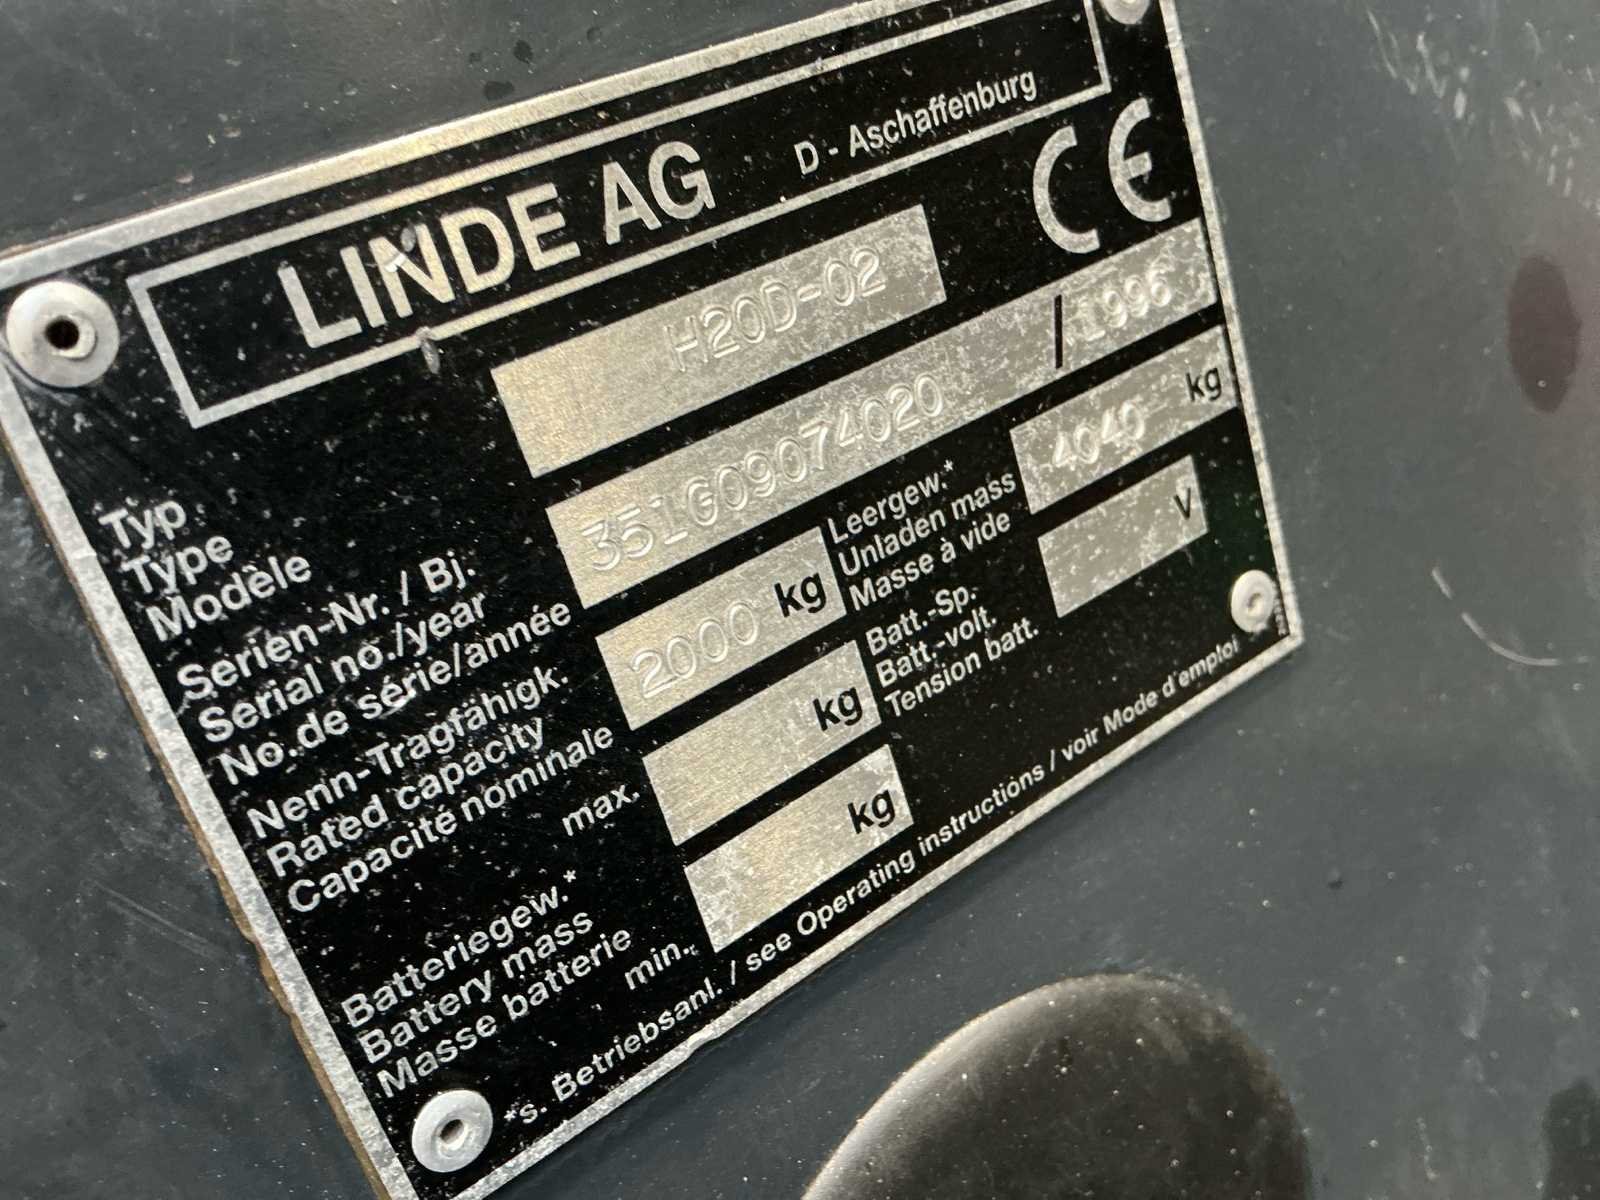 LINDE AG D - Aschaffenburg
CE
Typ
Type
Modèle
H20D-02
Serien-Nr. / Bj.
Serial no./year
No.de série/année
351G09074020 / 1996
Nenn-Tragfähigk.
Rated capacity
Capacité nominale
2000 kg
Leergew.*
Unladen mass
Masse à vide
4040 kg
max. kg
Batteriegew.*
Battery mass
Masse batterie
min. kg
Batt.-Sp.
Batt.-volt.
Tension batt.
V
*s. Betriebsanl. / see Operating instructions / voir Mode d'emploi